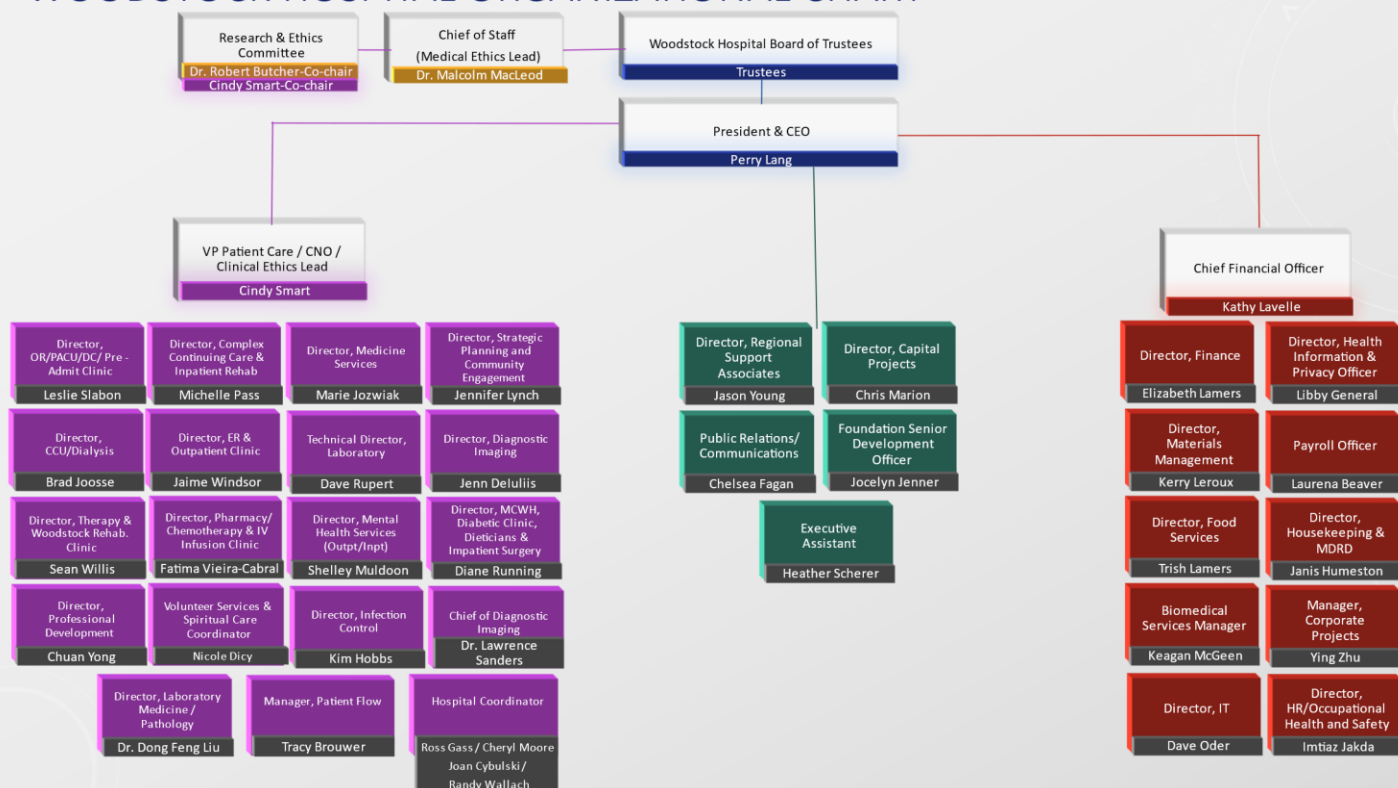 WOODSTOCK HOSPITAL ORGANIZATIONAL CHART
Research & Ethics
Committee
Dr. Robert Butcher-Co-chair
Cindy Smart-Co-chair
Chief of Staff
(Medical Ethics Lead)
Dr. Malcolm MacLeod
Woodstock Hospital Board of Trustees
Trustees
President & CEO
Perry Lang
VP Patient Care / CNO /
Clinical Ethics Lead
Cindy Smart
Chief Financial Officer
Kathy Lavelle
Director,
OR/PACU/DC/ Pre -
Admit Clinic
Leslie Slabon
Director, Complex
Continuing Care &
Inpatient Rehab
Michelle Pass
Director, Medicine
Services
Marie Jozwiak
Director, Strategic
Planning and
Community
Engagement
Jennifer Lynch
Director,
CCU/Dialysis
Brad Joosse
Director, ER &
Outpatient Clinic
Jaime Windsor
Technical Director,
Laboratory
Dave Rupert
Director, Diagnostic
Imaging
Jenn Deluliis
Director, Therapy &
Woodstock Rehab.
Clinic
Sean Willis
Director, Pharmacy/
Chemotherapy & IV
Infusion Clinic
Fatima Vieira-Cabral
Director, Mental
Health Services
(Outpt/Inpt)
Shelley Muldoon
Director, MCWH,
Diabetic Clinic,
Dieticians &
Impatient Surgery
Diane Running
Director,
Professional
Development
Chuan Yong
Volunteer Services &
Spiritual Care
Coordinator
Nicole Dicy
Director, Infection
Control
Kim Hobbs
Chief of Diagnostic
Imaging
Dr. Lawrence
Sanders
Director, Laboratory
Medicine /
Pathology
Dr. Dong Feng Liu
Manager, Patient Flow
Tracy Brouwer
Hospital Coordinator
Ross Gass / Cheryl Moore
Joan Cybulski /
Randy Wallach
Director, Regional
Support
Associates
Jason Young
Director, Capital
Projects
Chris Marion
Public Relations/
Communications
Chelsea Fagan
Foundation Senior
Development
Officer
Jocelyn Jenner
Executive
Assistant
Heather Scherer
Director, Finance
Elizabeth Lamers
Director, Health
Information &
Privacy Officer
Libby General
Director,
Materials
Management
Kerry Leroux
Payroll Officer
Laurena Beaver
Director, Food
Services
Trish Lamers
Director,
Housekeeping &
MDRD
Janis Humeston
Biomedical
Services Manager
Keagan McGeen
Manager,
Corporate
Projects
Ying Zhu
Director, IT
Dave Oder
Director,
HR/Occupational
Health and Safety
Imtiaz Jakda